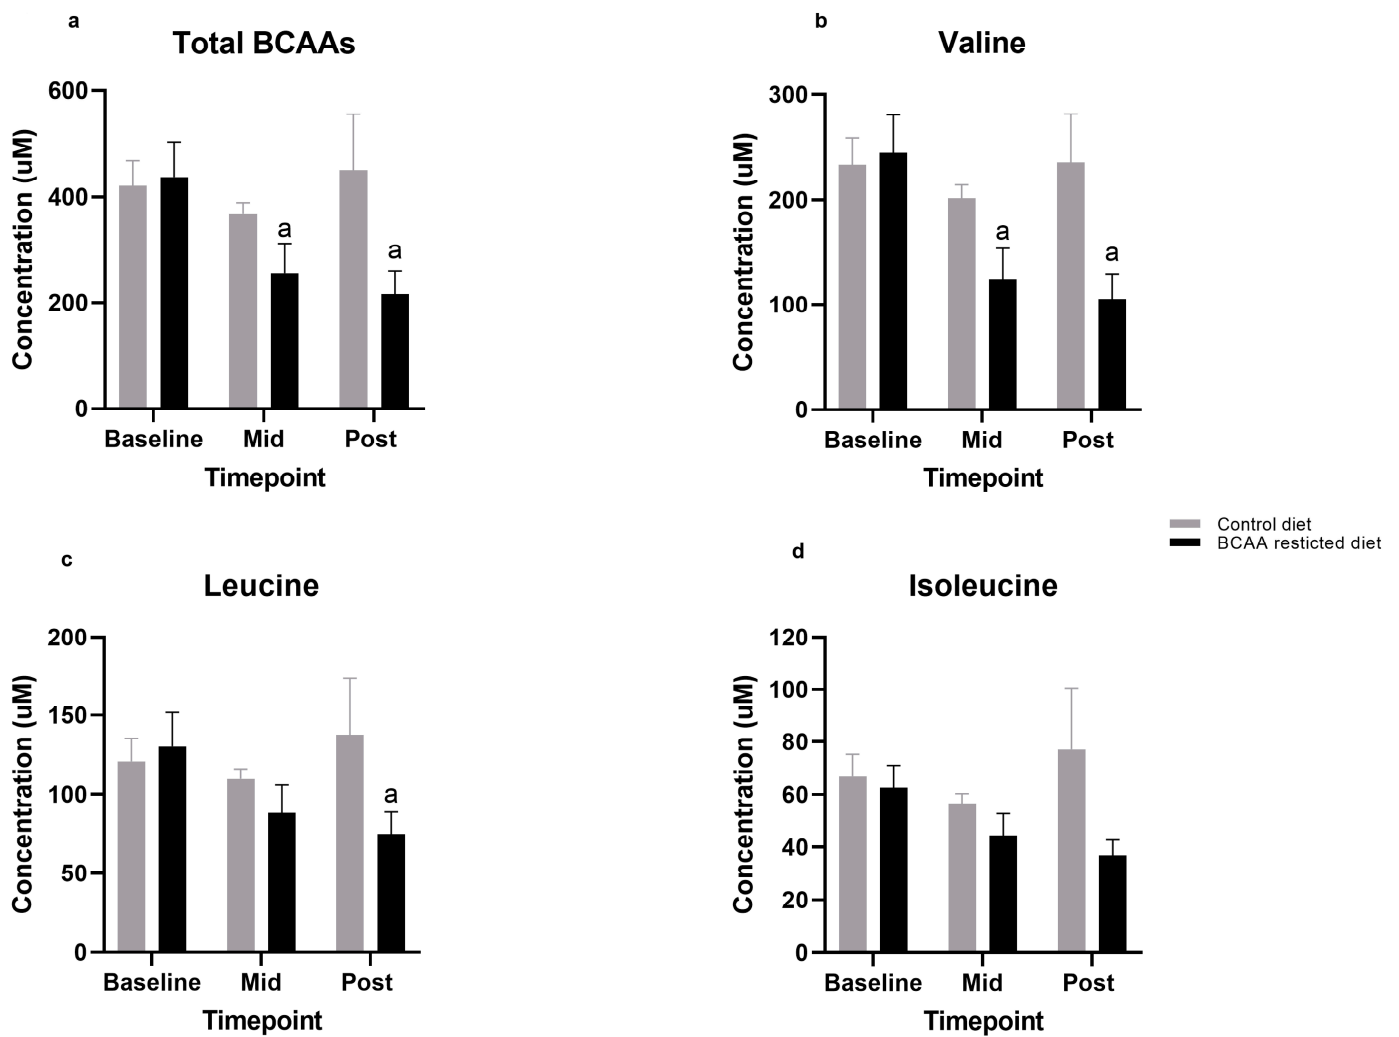 a
Total BCAAs
Concentration (uM)
600
400
200
0
a
a
Baseline Mid Post
Timepoint
b
Valine
Concentration (uM)
300
200
100
0
a
a
Baseline Mid Post
Timepoint
Control diet
BCAA resticted diet
c
Leucine
Concentration (uM)
200
150
100
50
0
a
Baseline Mid Post
Timepoint
d
Isoleucine
Concentration (uM)
120
100
80
60
40
20
0
Baseline Mid Post
Timepoint